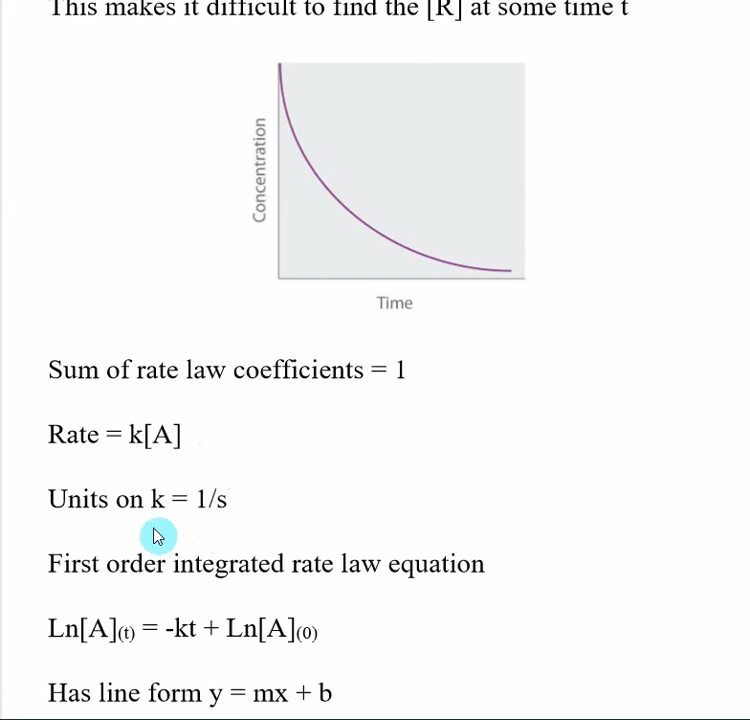 This makes it difficult to find the [R] at some time t
Concentration
Time
Sum of rate law coefficients = 1
Rate = k[A]
Units on k = 1/s
First order integrated rate law equation
Ln[A](t) = -kt + Ln[A](0)
Has line form y = mx + b